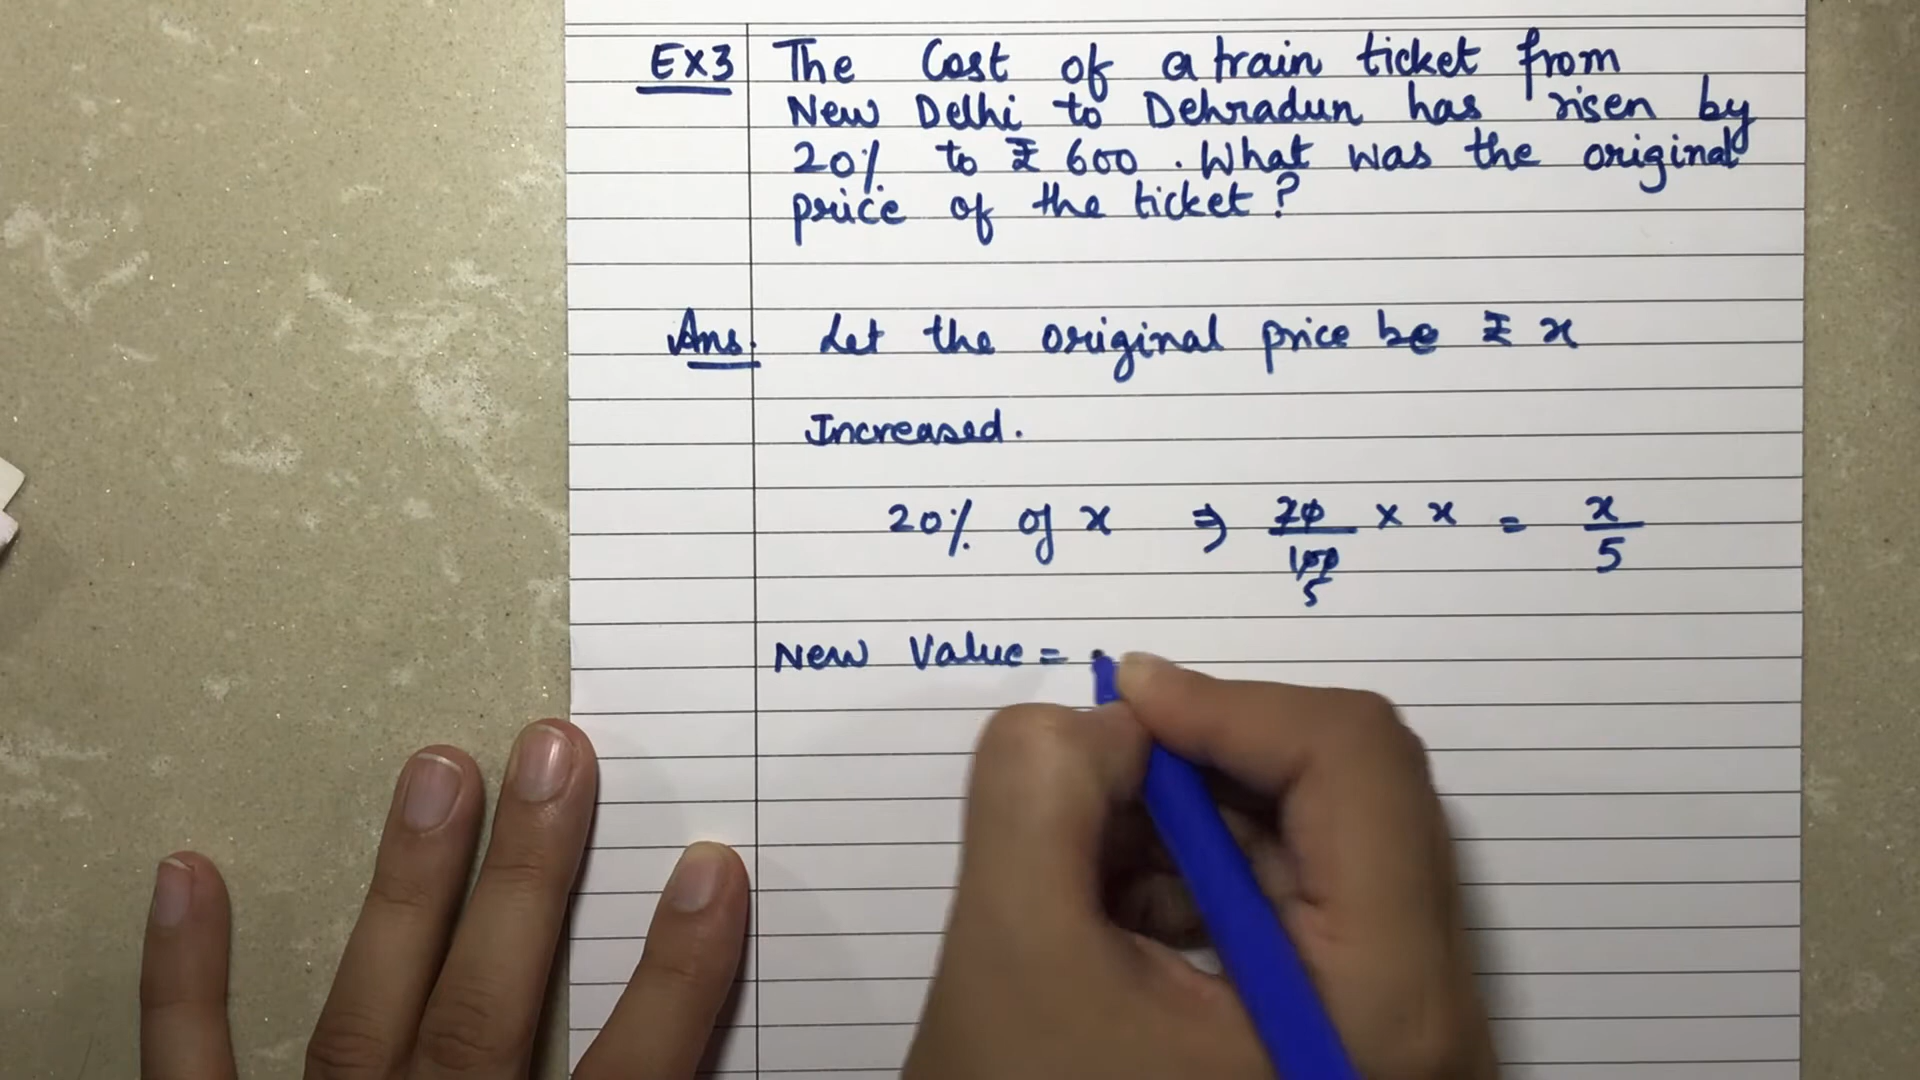 Ex3 The Cost of a train ticket from
New Delhi to Dehradun has risen by
20% to ₹ 600. What was the original
price of the ticket?
Ans. Let the original price be ₹ x
Increased.
20% of x ⇒ 20/100 5 × x = x/5
New Value =